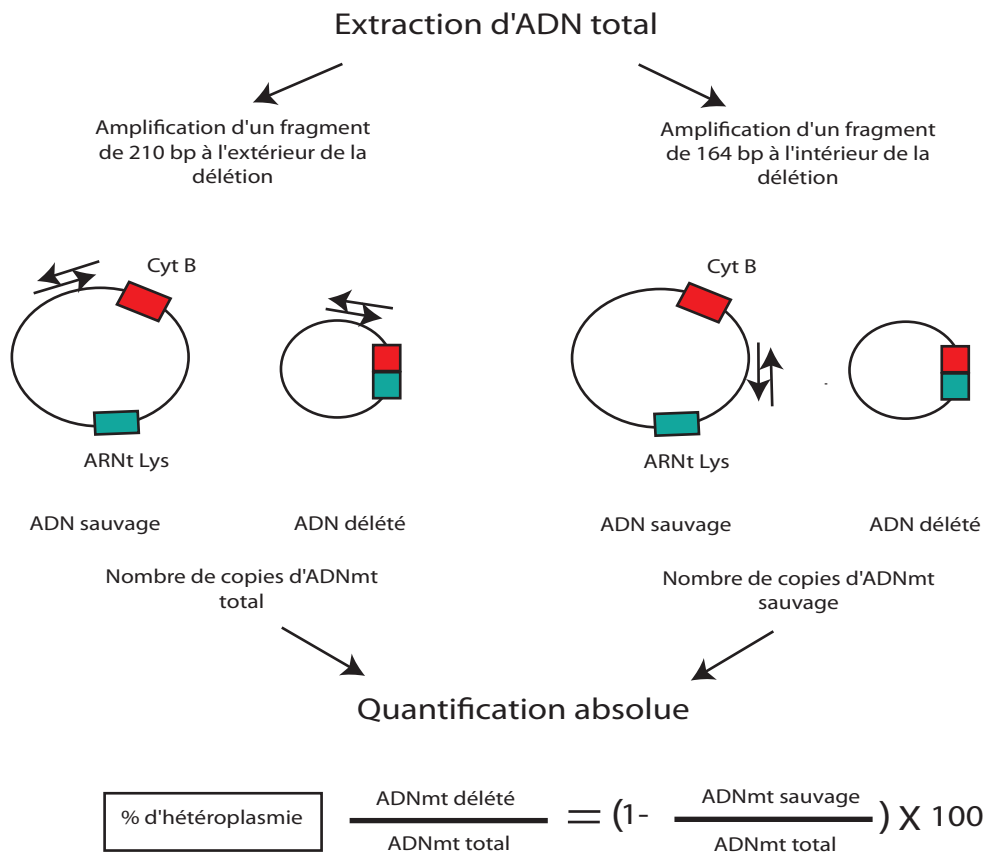 Extraction d'ADN total
Amplification d'un fragment
de 210 bp à l'extérieur de la
délétion
Amplification d'un fragment
de 164 bp à l'intérieur de la
délétion
Cyt B
ARNt Lys
Cyt B
ARNt Lys
ADN sauvage
ADN délété
ADN sauvage
ADN délété
Nombre de copies d'ADNmt
total
Nombre de copies d'ADNmt
sauvage
Quantification absolue
% d'hétéroplasmie
ADNmt délété
ADNmt total
= (1-
ADNmt sauvage
ADNmt total
) X 100